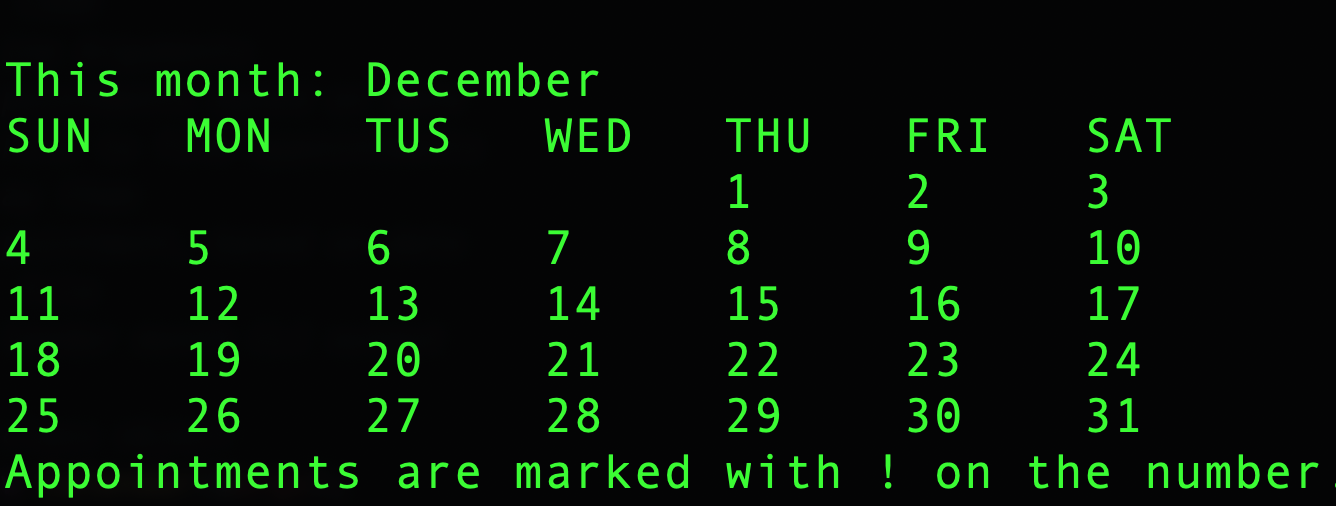 This month: December
SUN MON TUS WED THU FRI SAT
1 2 3
4 5 6 7 8 9 10
11 12 13 14 15 16 17
18 19 20 21 22 23 24
25 26 27 28 29 30 31
Appointments are marked with ! on the number.